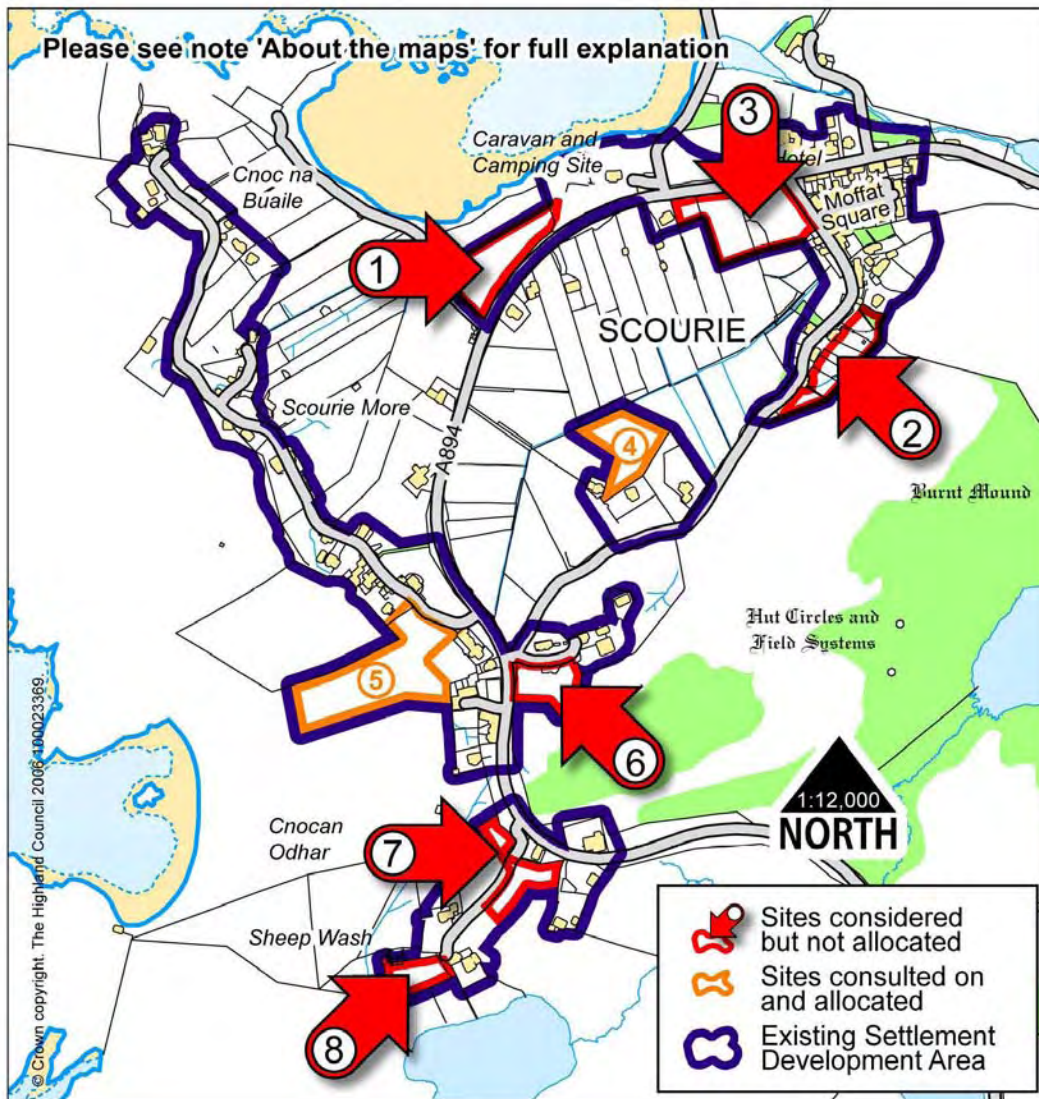 Please see note 'About the maps' for full explanation
3
Caravan and
Camping Site
Hotel
Cnoc na
Buaile
Moffat
Square
1
SCOURIE
2
Scourie More
A894
4
Burnt Mound
Hut Circles and
Field Systems
5
6
1:12,000
NORTH
Cnocan
Odhar
7
Sheep Wash
8
Sites considered
but not allocated
Sites consulted on
and allocated
Existing Settlement
Development Area
© Crown copyright. The Highland Council 2006 100023369.